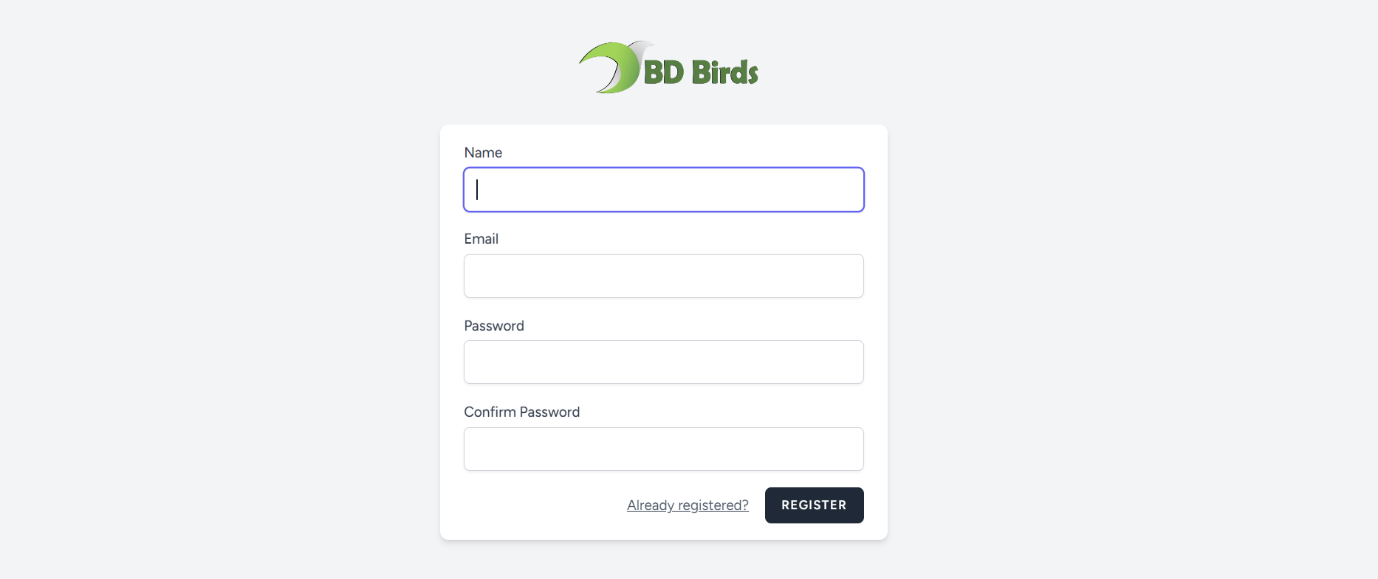 BD Birds
Name
Email
Password
Confirm Password
Already registered? REGISTER